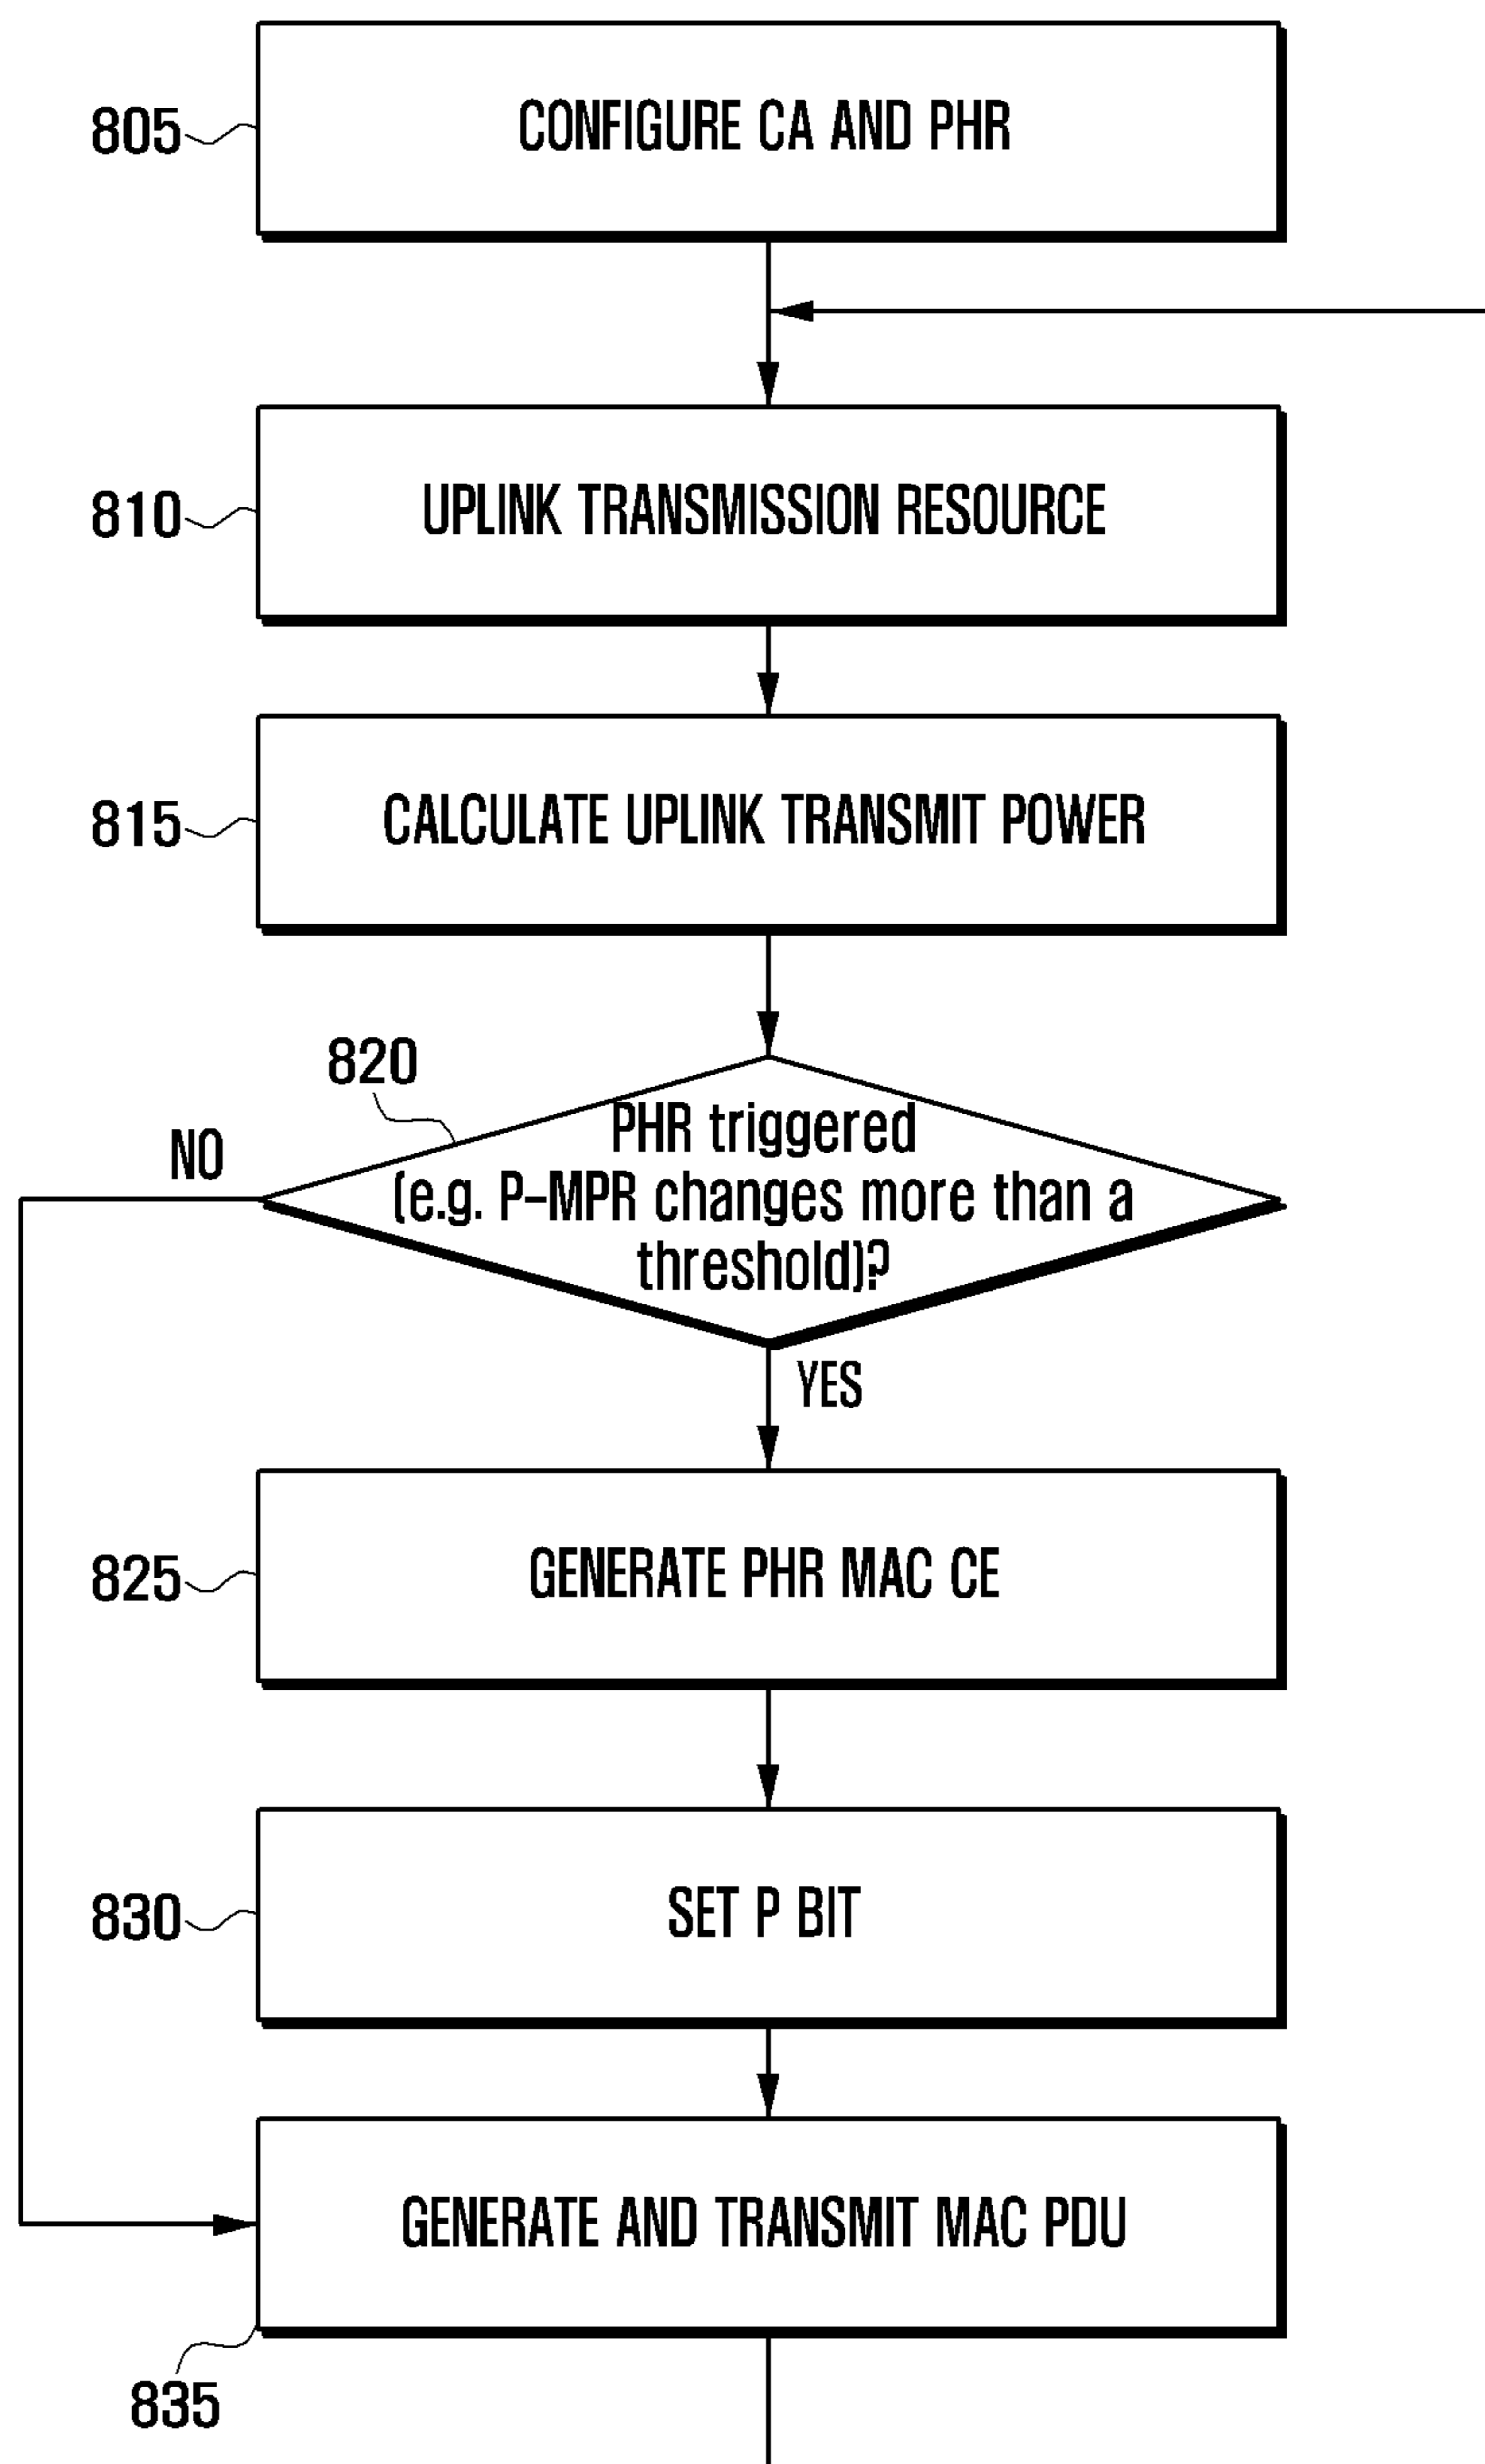 805
CONFIGURE CA AND PHR
810
UPLINK TRANSMISSION RESOURCE
815
CALCULATE UPLINK TRANSMIT POWER
820
NO
PHR triggered
(e.g. P-MPR changes more than a
threshold)?
YES
825
GENERATE PHR MAC CE
830
SET P BIT
GENERATE AND TRANSMIT MAC PDU
835